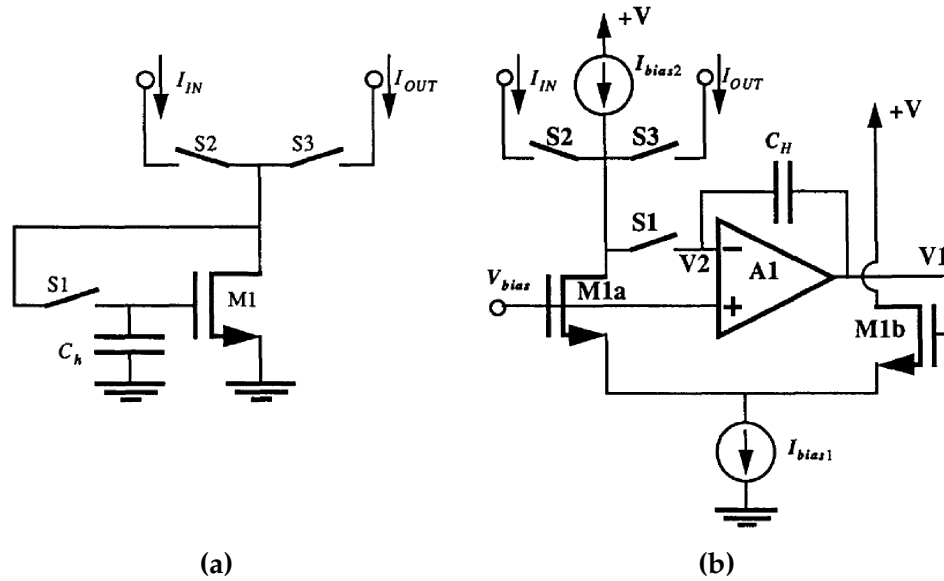 I_IN
I_OUT
S2
S3
S1
M1
C_h
(a)
+V
I_bias2
I_IN
I_OUT
+V
S2
S3
C_H
S1
V2
A1
V1
V_bias
M1a
M1b
I_bias1
(b)